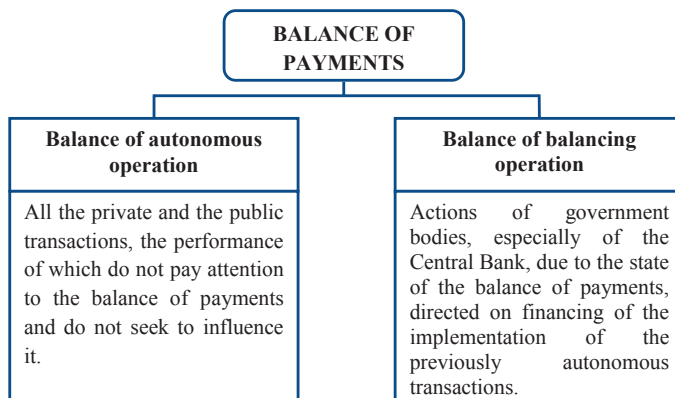 BALANCE OF
PAYMENTS
Balance of autonomous
operation
All the private and the public
transactions, the performance
of which do not pay attention
to the balance of payments
and do not seek to influence
it.
Balance of balancing
operation
Actions of government
bodies, especially of the
Central Bank, due to the state
of the balance of payments,
directed on financing of the
implementation of the
previously autonomous
transactions.